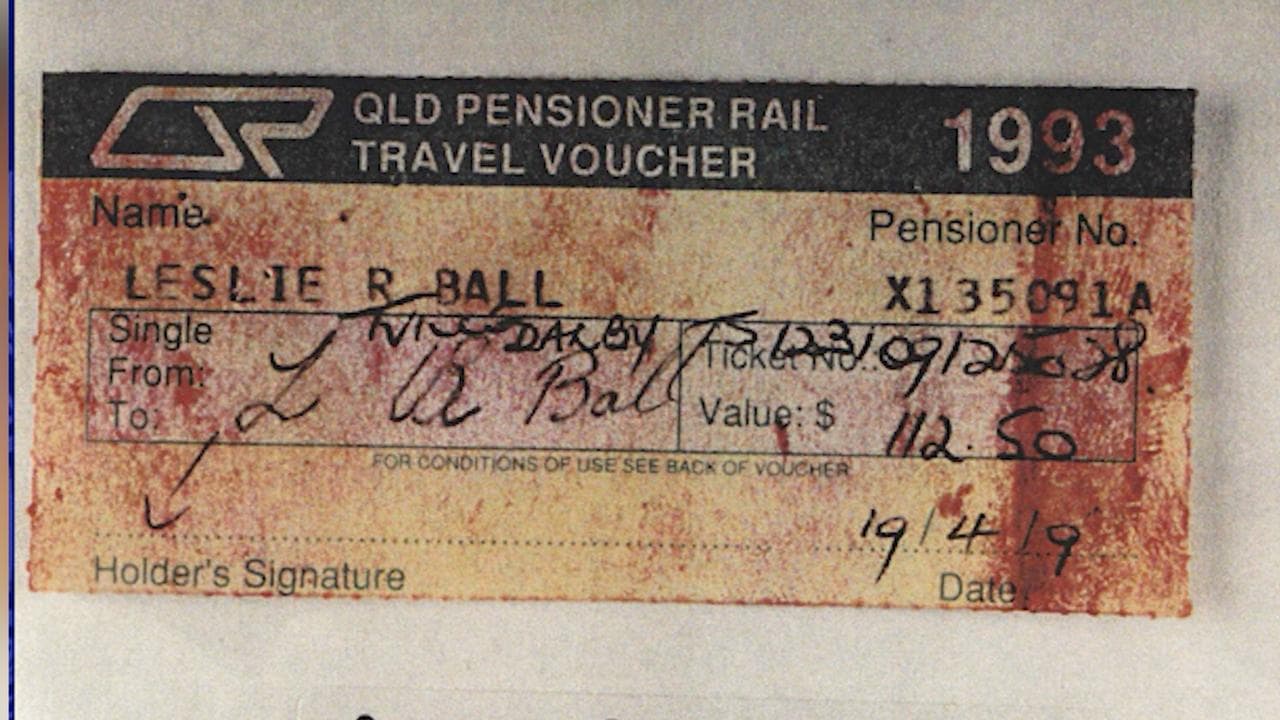 QR QLD PENSIONER RAIL
TRAVEL VOUCHER
1993
Name
Pensioner No.
LESLIE R BALL
X135091A
Single
DALBY
From:
To:
L R Ball
Ticket No.:
Value: $ 112.50
FOR CONDITIONS OF USE SEE BACK OF VOUCHER
19/4/9
Holder's Signature
Date